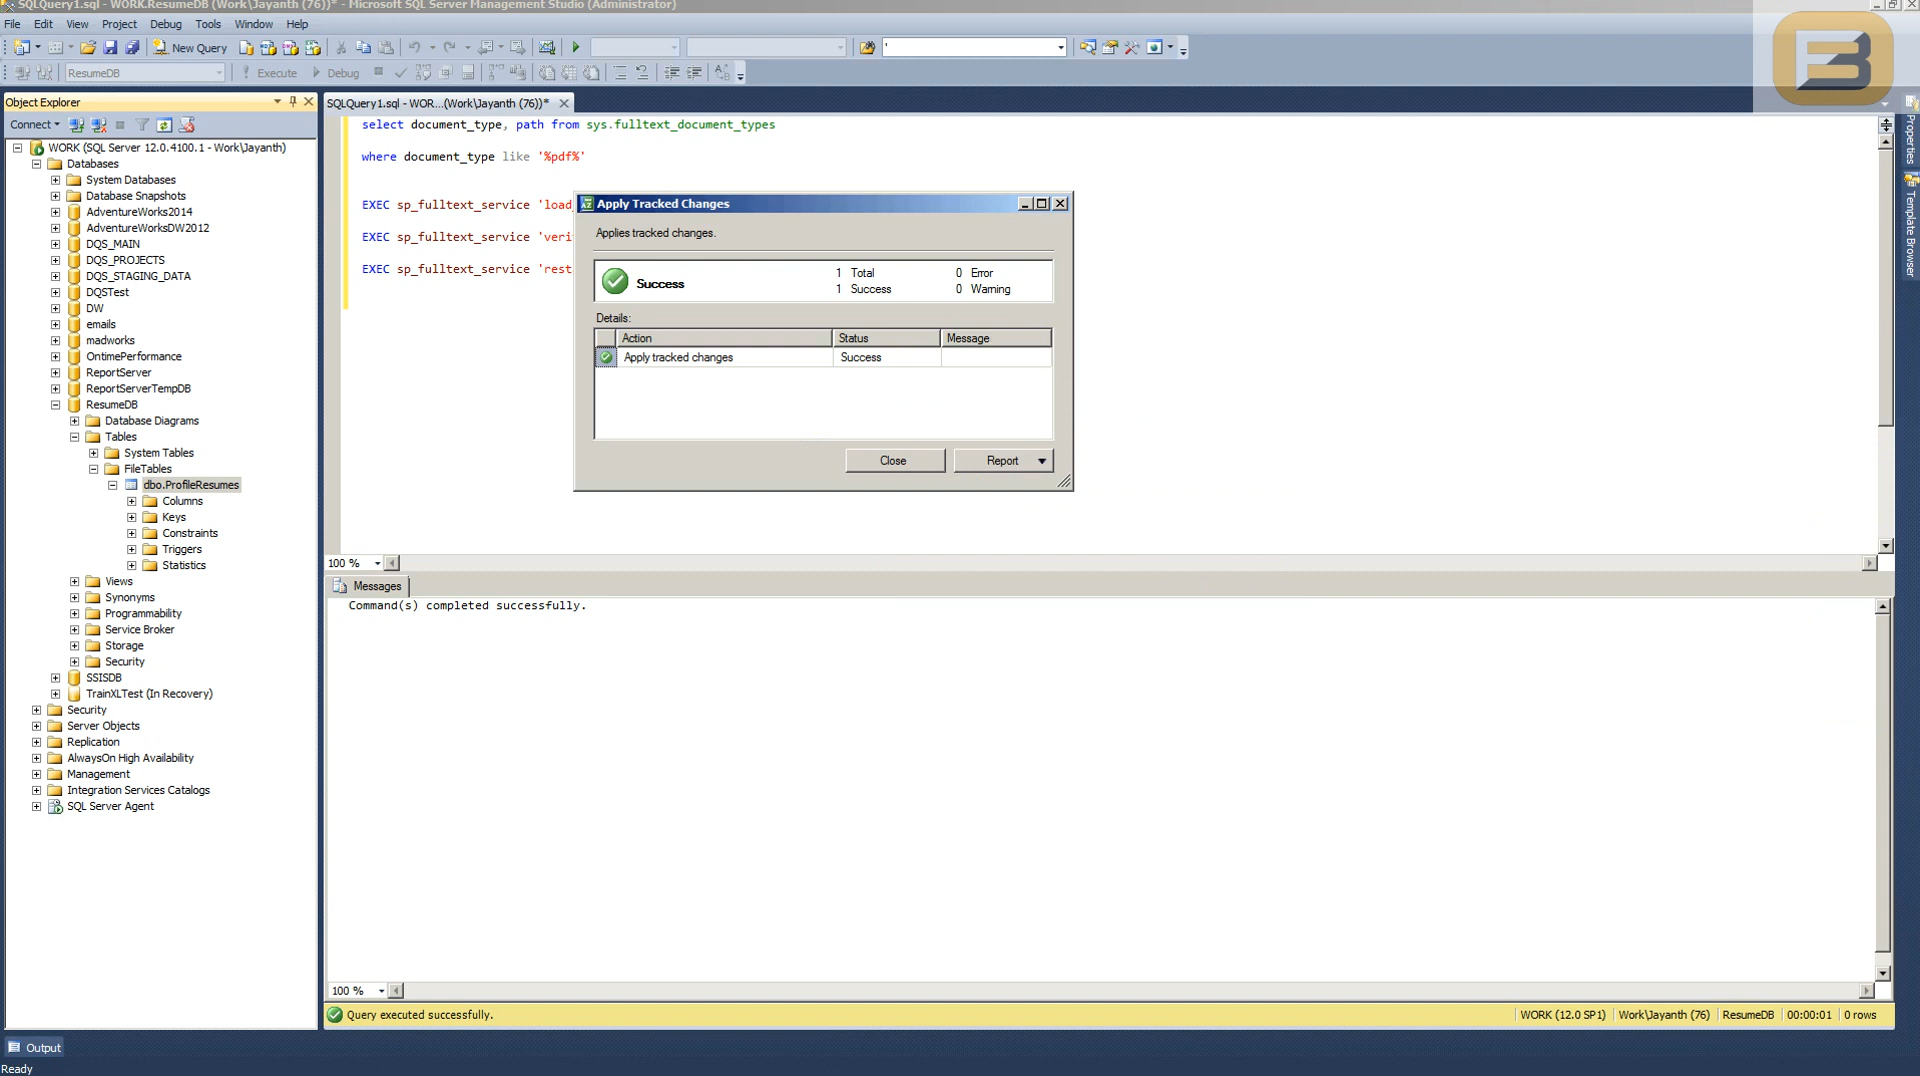 SQLQuery1.sql - WORK.ResumeDB (Work\Jayanth (76))* - Microsoft SQL Server Management Studio (Administrator)
File Edit View Project Debug Tools Window Help
New Query
'
ResumeDB
Execute
Debug
Object Explorer
SQLQuery1.sql - WOR...(Work\Jayanth (76))*
Connect
WORK (SQL Server 12.0.4100.1 - Work\Jayanth)
Databases
System Databases
Database Snapshots
AdventureWorks2014
AdventureWorksDW2012
DQS_MAIN
DQS_PROJECTS
DQS_STAGING_DATA
DQSTest
DW
emails
madworks
OntimePerformance
ReportServer
ReportServerTempDB
ResumeDB
Database Diagrams
Tables
System Tables
FileTables
dbo.ProfileResumes
Columns
Keys
Constraints
Triggers
Statistics
Views
Synonyms
Programmability
Service Broker
Storage
Security
SSISDB
TrainXLTest (In Recovery)
Security
Server Objects
Replication
AlwaysOn High Availability
Management
Integration Services Catalogs
SQL Server Agent
select document_type, path from sys.fulltext_document_types
where document_type like '%pdf%'
EXEC sp_fulltext_service 'load_
EXEC sp_fulltext_service 'veri
EXEC sp_fulltext_service 'rest
Apply Tracked Changes
Applies tracked changes.
Success
1 Total 0 Error
1 Success 0 Warning
Details:
Action Status Message
Apply tracked changes Success
Close Report
100 %
Messages
Command(s) completed successfully.
100 %
Query executed successfully.
WORK (12.0 SP1) Work\Jayanth (76) ResumeDB 00:00:01 0 rows
Properties
Template Browser
Output
Ready